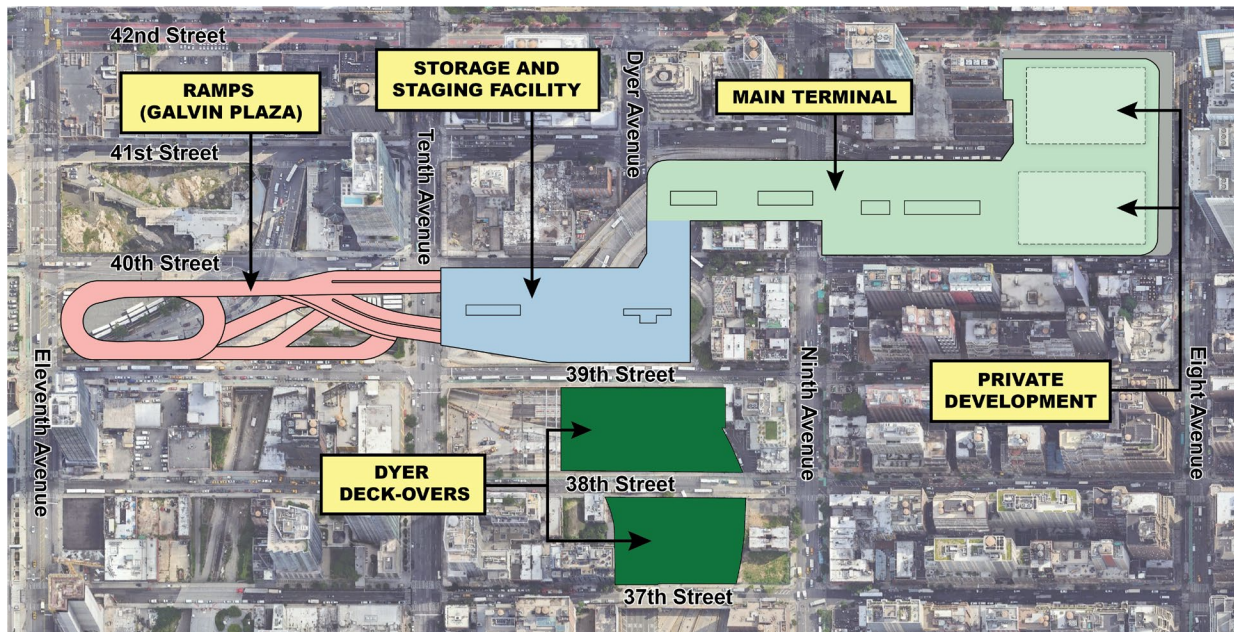 42nd Street
RAMPS
(GALVIN PLAZA)
STORAGE AND
STAGING FACILITY
Dyer Avenue
MAIN TERMINAL
41st Street
Tenth Avenue
40th Street
Eleventh Avenue
39th Street
Ninth Avenue
PRIVATE
DEVELOPMENT
Eight Avenue
DYER
DECK-OVERS
38th Street
37th Street